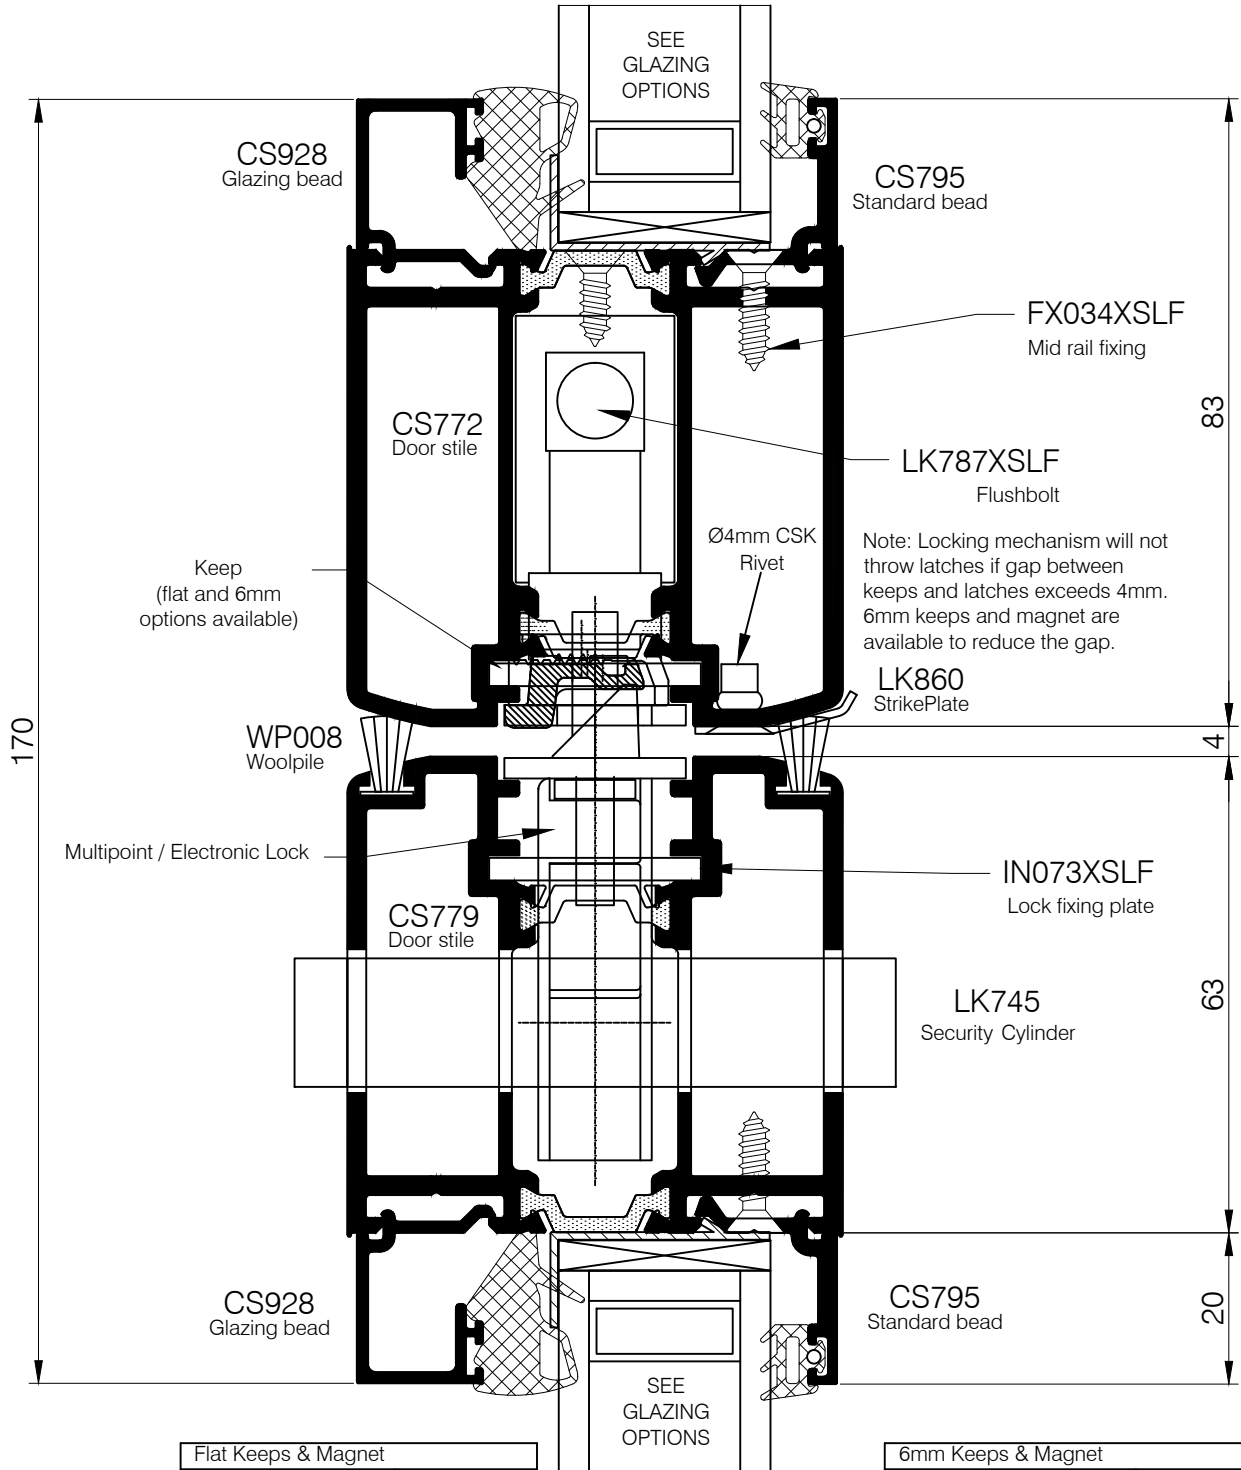 SEE
GLAZING
OPTIONS
CS928
Glazing bead
CS795
Standard bead
FX034XSLF
Mid rail fixing
83
CS772
Door stile
LK787XSLF
Flushbolt
Ø4mm CSK
Rivet
Note: Locking mechanism will not
throw latches if gap between
keeps and latches exceeds 4mm.
6mm keeps and magnet are
available to reduce the gap.
Keep
(flat and 6mm
options available)
LK860
StrikePlate
170
WP008
Woolpile
4
Multipoint / Electronic Lock
IN073XSLF
Lock fixing plate
CS779
Door stile
LK745
Security Cylinder
63
CS928
Glazing bead
CS795
Standard bead
20
SEE
GLAZING
OPTIONS
Flat Keeps & Magnet
6mm Keeps & Magnet